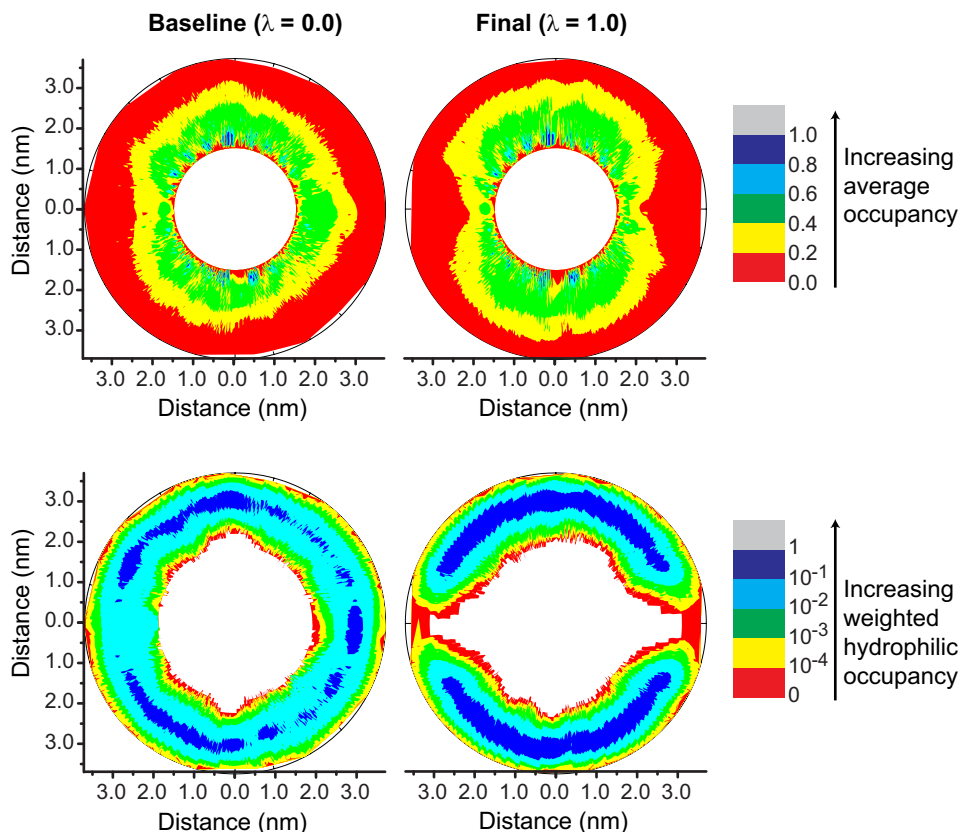 Baseline (λ = 0.0)
Final (λ = 1.0)
Distance (nm)
3.0
2.0
1.0
0.0
1.0
2.0
3.0
3.0 2.0 1.0 0.0 1.0 2.0 3.0
Distance (nm)
3.0 2.0 1.0 0.0 1.0 2.0 3.0
Distance (nm)
1.0
0.8
0.6
0.4
0.2
0.0
Increasing
average
occupancy
Distance (nm)
3.0
2.0
1.0
0.0
1.0
2.0
3.0
3.0 2.0 1.0 0.0 1.0 2.0 3.0
Distance (nm)
3.0 2.0 1.0 0.0 1.0 2.0 3.0
Distance (nm)
1
10⁻¹
10⁻²
10⁻³
10⁻⁴
0
Increasing
weighted
hydrophilic
occupancy